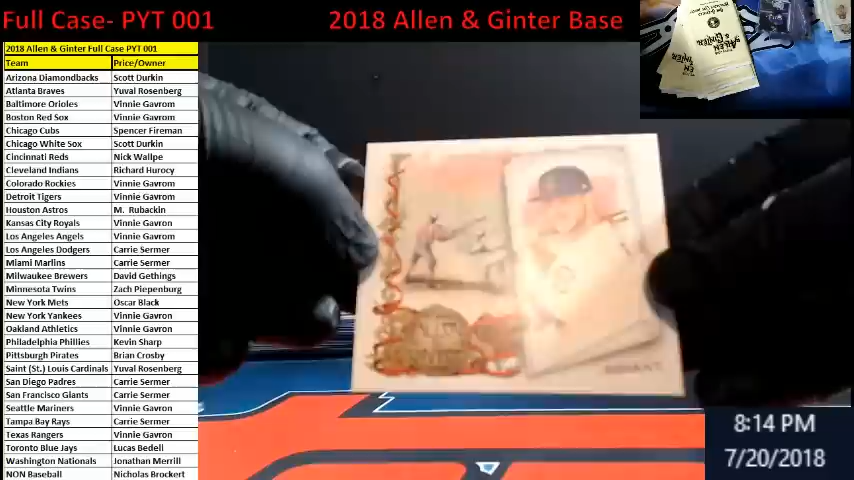 Full Case- PYT 001
2018 Allen & Ginter Base
2018 Allen & Ginter Full Case PYT 001
Team Price/Owner
Arizona Diamondbacks Scott Durkin
Atlanta Braves Yuval Rosenberg
Baltimore Orioles Vinnie Gavrom
Boston Red Sox Vinnie Gavrom
Chicago Cubs Spencer Fireman
Chicago White Sox Scott Durkin
Cincinnati Reds Nick Wallpe
Cleveland Indians Richard Hurocy
Colorado Rockies Vinnie Gavrom
Detroit Tigers Vinnie Gavrom
Houston Astros M. Rubackin
Kansas City Royals Vinnie Gavron
Los Angeles Angels Vinnie Gavrom
Los Angeles Dodgers Carrie Sermer
Miami Marlins Carrie Sermer
Milwaukee Brewers David Gethings
Minnesota Twins Zach Piepenburg
New York Mets Oscar Black
New York Yankees Vinnie Gavron
Oakland Athletics Vinnie Gavron
Philadelphia Phillies Kevin Sharp
Pittsburgh Pirates Brian Crosby
Saint (St.) Louis Cardinals Yuval Rosenberg
San Diego Padres Carrie Sermer
San Francisco Giants Carrie Sermer
Seattle Mariners Vinnie Gavron
Tampa Bay Rays Carrie Sermer
Texas Rangers Vinnie Gavron
Toronto Blue Jays Lucas Bedell
Washington Nationals Jonathan Merrill
NON Baseball Nicholas Brockert
8:14 PM
7/20/2018